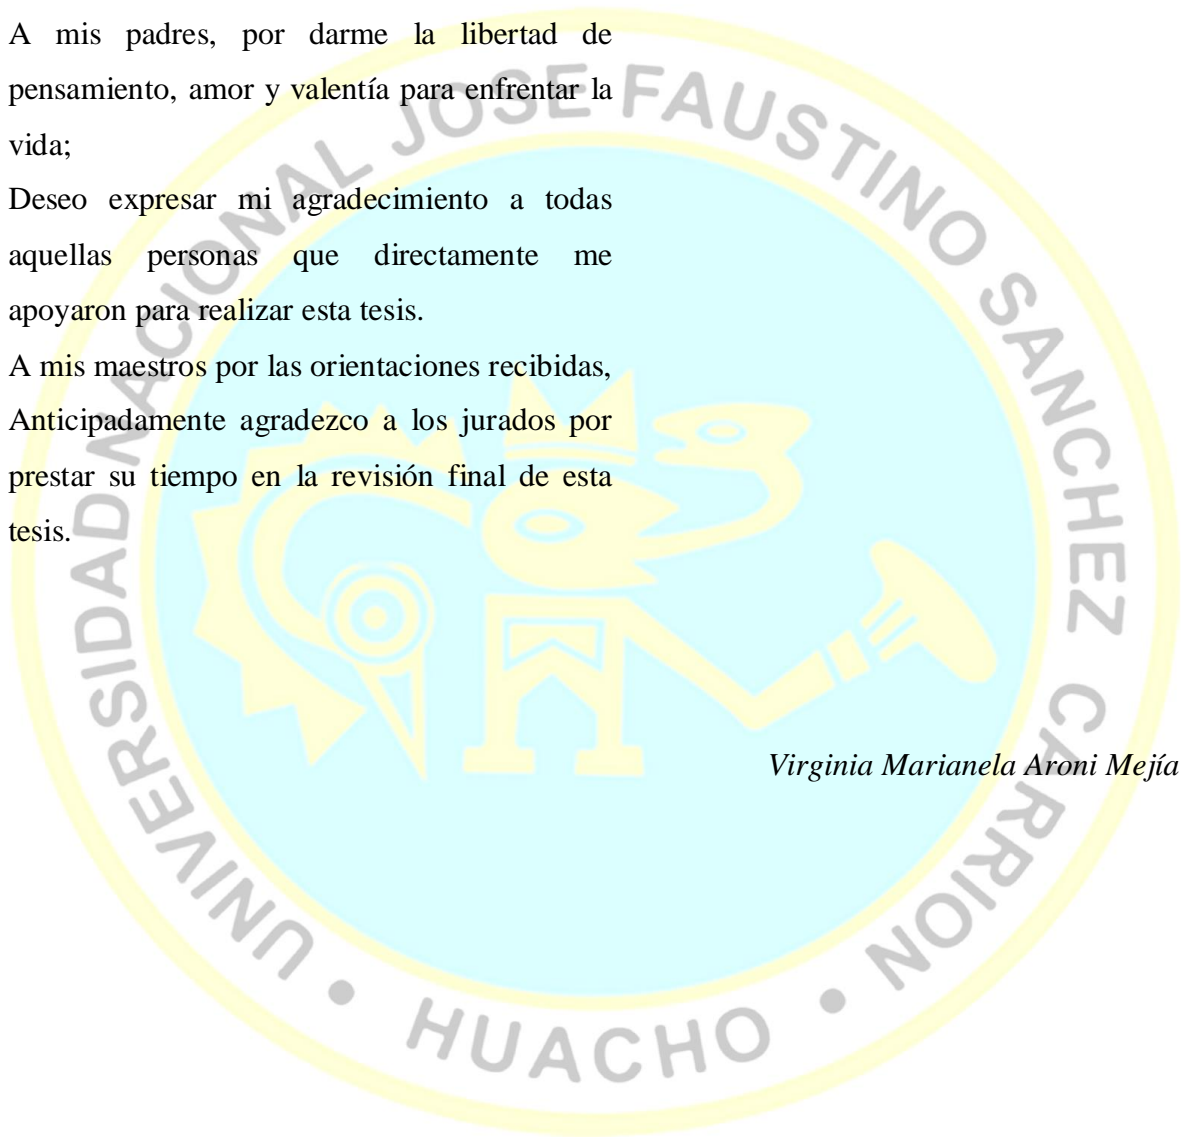 A mis padres, por darme la libertad de
pensamiento, amor y valentía para enfrentar la
vida;
Deseo expresar mi agradecimiento a todas
aquellas personas que directamente me
apoyaron para realizar esta tesis.
A mis maestros por las orientaciones recibidas,
Anticipadamente agradezco a los jurados por
prestar su tiempo en la revisión final de esta
tesis.
Virginia Marianela Aroni Mejía
UNIVERSIDAD NACIONAL JOSE FAUSTINO SANCHEZ CARRION
• HUACHO •